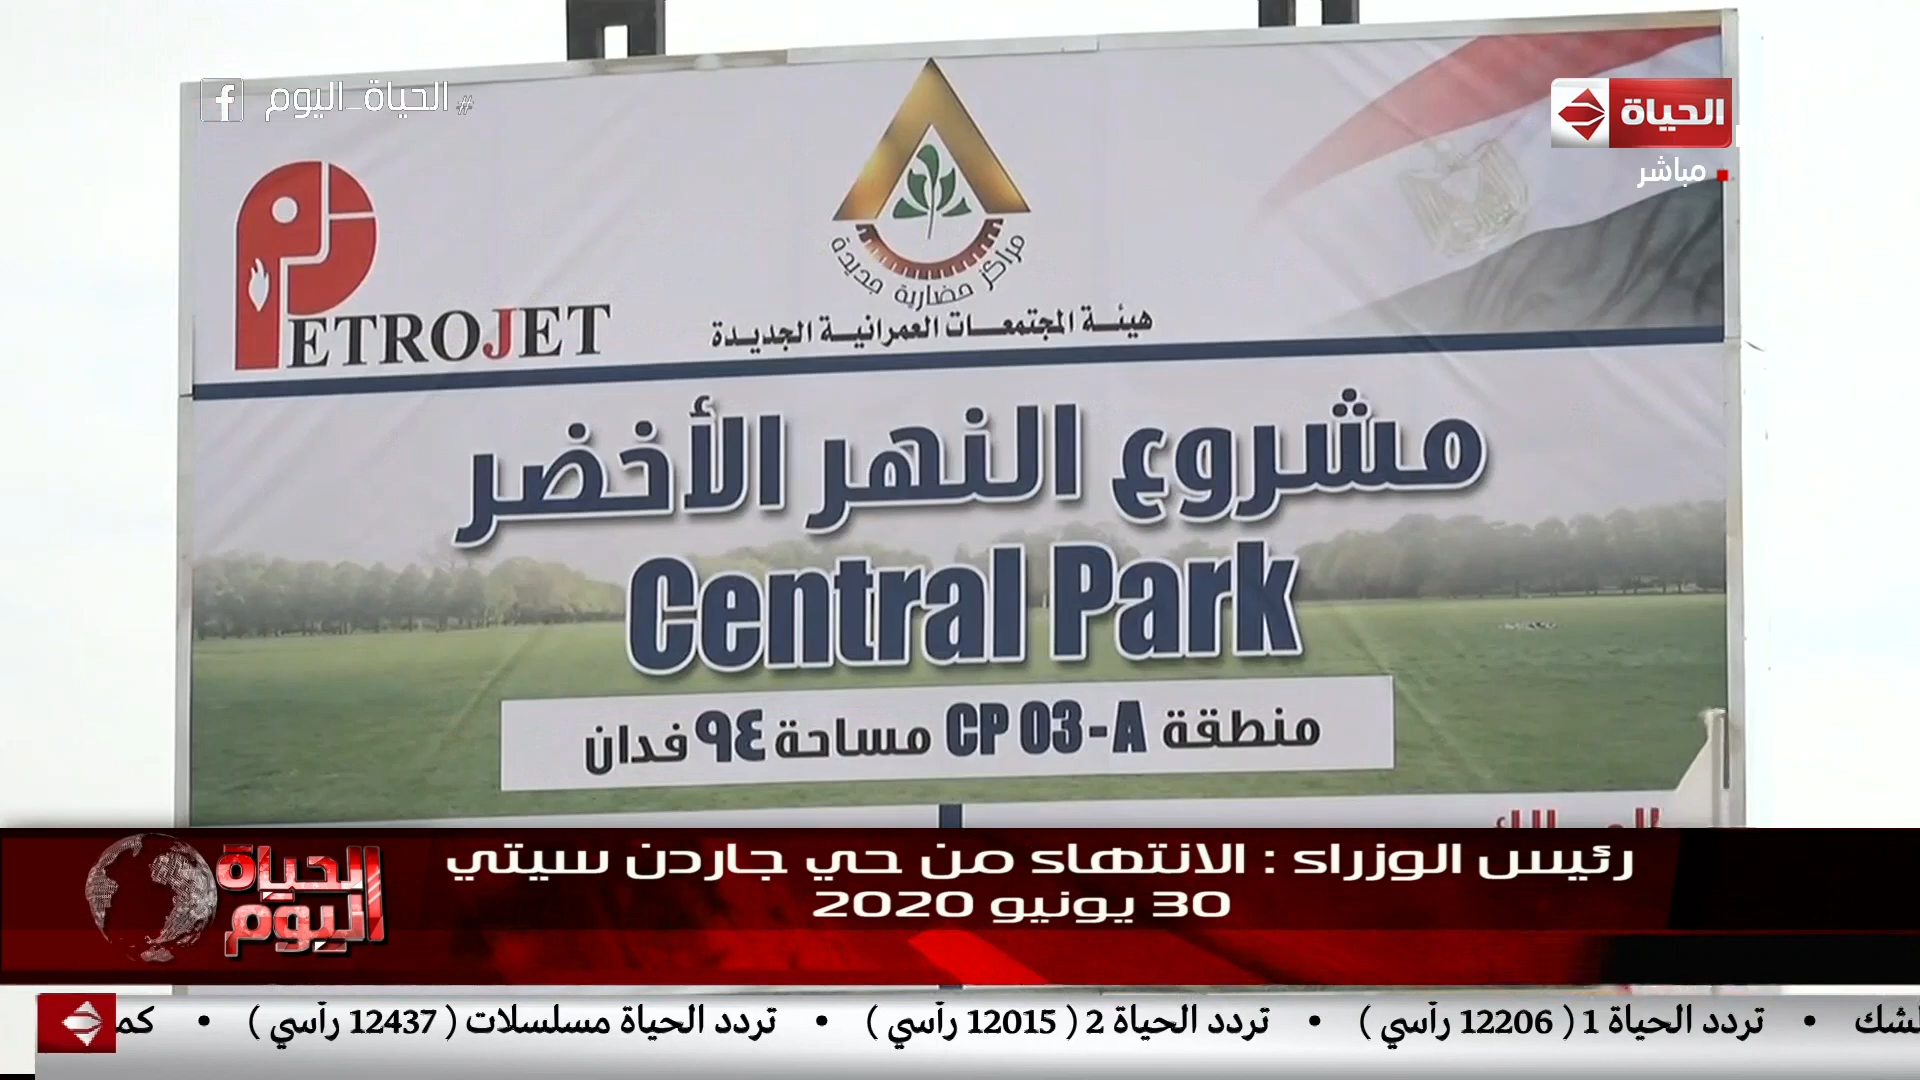 #الحياة_اليوم
الحياة
مباشر
PETROJET
مراكز حضارية جديدة
هيئة المجتمعات العمرانية الجديدة
مشروع النهر الأخضر
Central Park
منطقة CP 03-A مساحة ٩٤ فدان
رئيس الوزراء : الانتهاء من حي جاردن سيتي
30 يونيو 2020
الحياة اليوم
تردد الحياة 1 ( 12206 رأسي ) • تردد الحياة 2 ( 12015 رأسي ) • تردد الحياة مسلسلات ( 12437 رأسي ) •